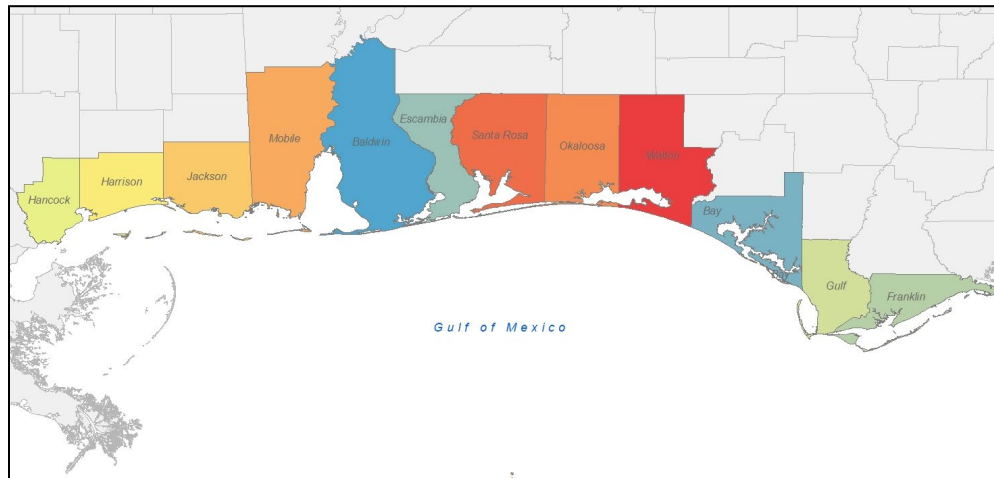 Hancock
Harrison
Jackson
Mobile
Baldwin
Escambia
Santa Rosa
Okaloosa
Walton
Bay
Gulf
Franklin
Gulf of Mexico